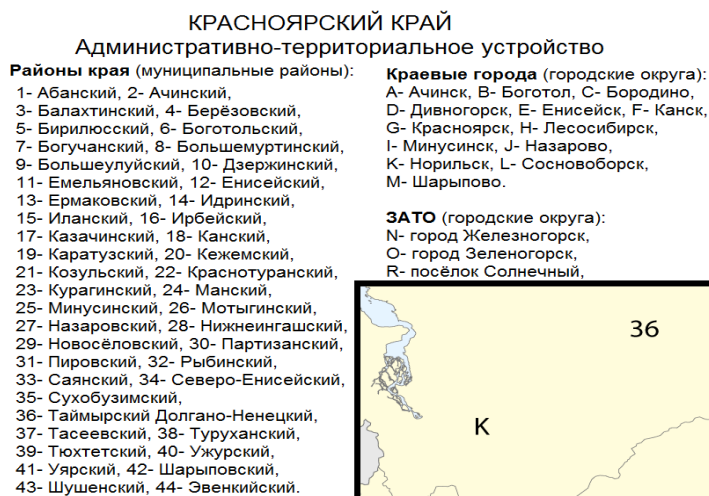 КРАСНОЯРСКИЙ КРАЙ
Административно-территориальное устройство
Районы края (муниципальные районы):
1- Абанский, 2- Ачинский,
3- Балахтинский, 4- Берёзовский,
5- Бирилюсский, 6- Боготольский,
7- Богучанский, 8- Большемуртинский,
9- Большеулуйский, 10- Дзержинский,
11- Емельяновский, 12- Енисейский,
13- Ермаковский, 14- Идринский,
15- Иланский, 16- Ирбейский,
17- Казачинский, 18- Канский,
19- Каратузский, 20- Кежемский,
21- Козульский, 22- Краснотуранский,
23- Курагинский, 24- Манский,
25- Минусинский, 26- Мотыгинский,
27- Назаровский, 28- Нижнеингашский,
29- Новосёловский, 30- Партизанский,
31- Пировский, 32- Рыбинский,
33- Саянский, 34- Северо-Енисейский,
35- Сухобузимский,
36- Таймырский Долгано-Ненецкий,
37- Тасеевский, 38- Туруханский,
39- Тюхтетский, 40- Ужурский,
41- Уярский, 42- Шарыповский,
43- Шушенский, 44- Эвенкийский.
Краевые города (городские округа):
A- Ачинск, B- Боготол, C- Бородино,
D- Дивногорск, E- Енисейск, F- Канск,
G- Красноярск, H- Лесосибирск,
I- Минусинск, J- Назарово,
K- Норильск, L- Сосновоборск,
M- Шарыпово.
ЗАТО (городские округа):
N- город Железногорск,
O- город Зеленогорск,
R- посёлок Солнечный,
36
K